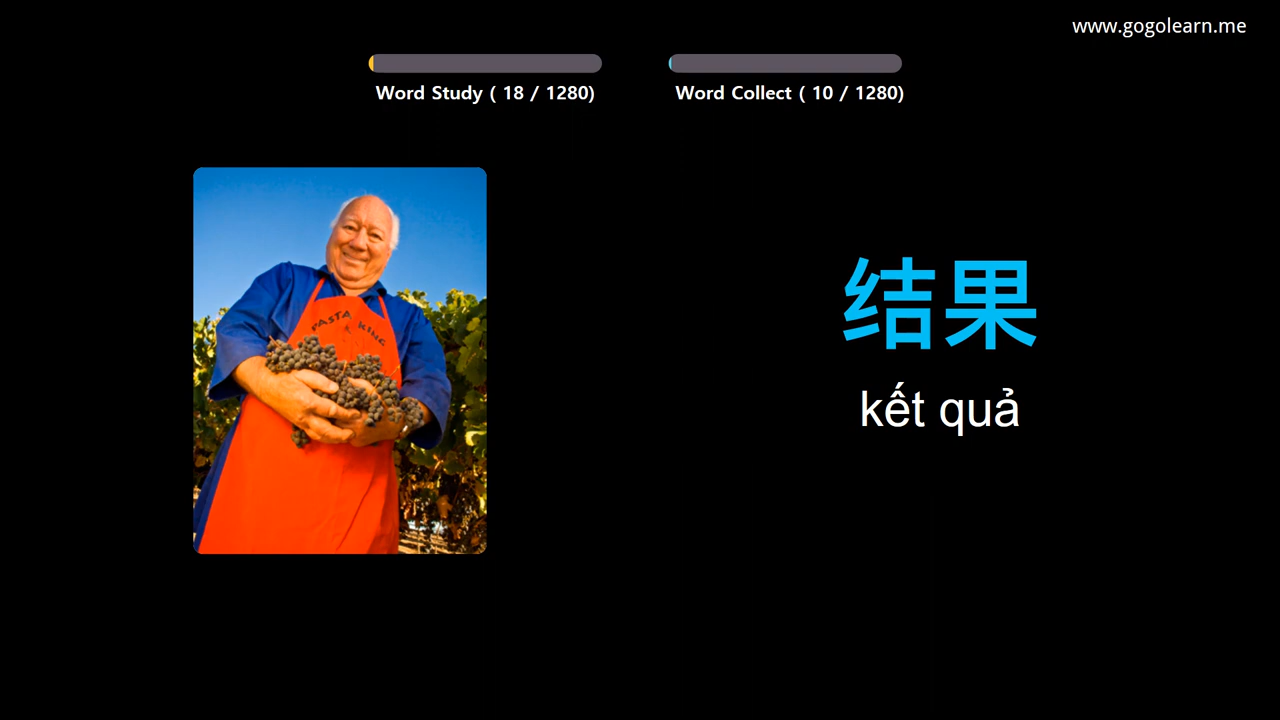 www.gogolearn.me
Word Study ( 18 / 1280)
Word Collect ( 10 / 1280)
PASTA KING
结果
kết quả